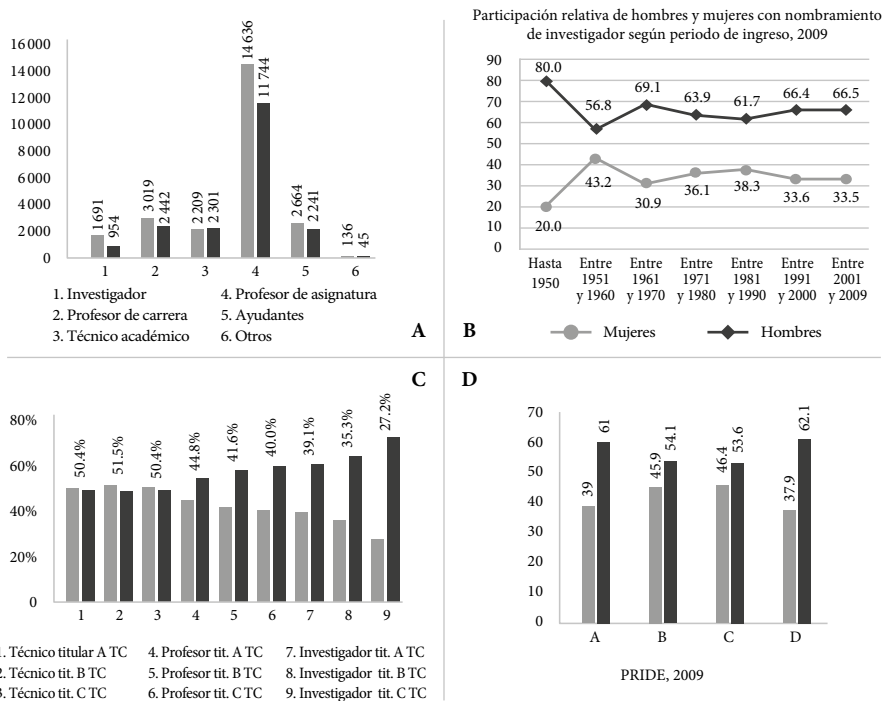 16 000
14 000
12 000
10 000
8 000
6 000
4 000
2 000
0
1 691
954
3 019
2 442
2 209
2 301
14 636
11 744
2 664
2 241
136
45
1
2
3
4
5
6
1. Investigador
2. Profesor de carrera
3. Técnico académico
4. Profesor de asignatura
5. Ayudantes
6. Otros
A
Participación relativa de hombres y mujeres con nombramiento
de investigador según periodo de ingreso, 2009
90
80
70
60
50
40
30
20
10
0
80.0
56.8
69.1
63.9
61.7
66.4
66.5
20.0
43.2
30.9
36.1
38.3
33.6
33.5
Hasta
1950
Entre
1951
y 1960
Entre
1961
y 1970
Entre
1971
y 1980
Entre
1981
y 1990
Entre
1991
y 2000
Entre
2001
y 2009
B
Mujeres
Hombres
C
80%
60%
40%
20%
0
50.4%
51.5%
50.4%
44.8%
41.6%
40.0%
39.1%
35.3%
27.2%
1
2
3
4
5
6
7
8
9
1. Técnico titular A TC
2. Técnico tit. B TC
3. Técnico tit. C TC
4. Profesor tit. A TC
5. Profesor tit. B TC
6. Profesor tit. C TC
7. Investigador tit. A TC
8. Investigador tit. B TC
9. Investigador tit. C TC
D
70
60
50
40
30
20
10
0
39
61
45.9
54.1
46.4
53.6
37.9
62.1
A
B
C
D
PRIDE, 2009